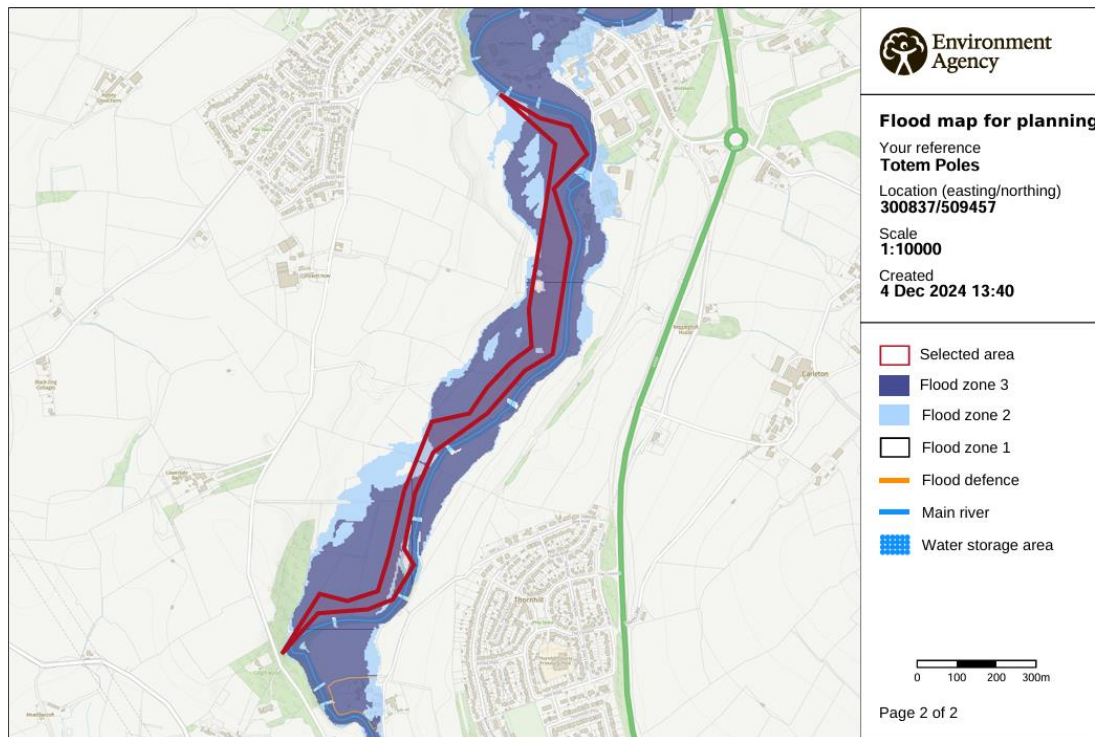 Environment
Agency
Flood map for planning
Your reference
Totem Poles
Location (easting/northing)
300837/509457
Scale
1:10000
Created
4 Dec 2024 13:40
Selected area
Flood zone 3
Flood zone 2
Flood zone 1
Flood defence
Main river
Water storage area
0 100 200 300m
Page 2 of 2
Carleton
Thornhill